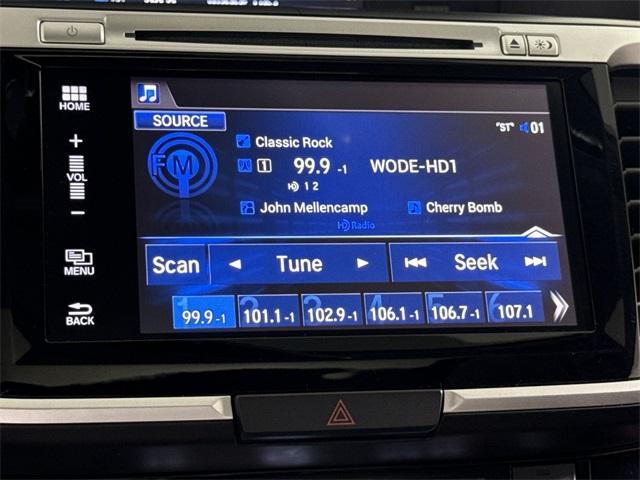 HOME
SOURCE
"ST" 01
Classic Rock
FM
1 99.9 -1 WODE-HD1
HD 1 2
John Mellencamp Cherry Bomb
HD Radio
+
VOL
-
MENU
BACK
Scan Tune Seek
1 2 3 4 5 6
99.9 -1 101.1 -1 102.9 -1 106.1 -1 106.7 -1 107.1